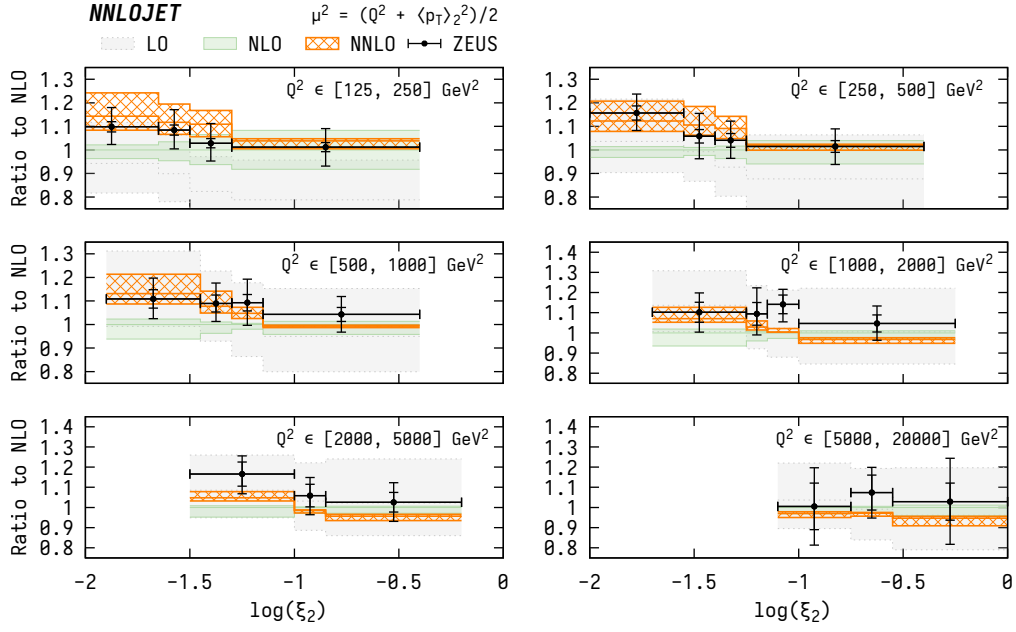 NNLOJET
μ² = (Q² + ⟨p_T⟩₂²)/2
LO NLO NNLO ZEUS
Ratio to NLO
1.3
1.2
1.1
1
0.9
0.8
Q² ∈ [125, 250] GeV²
1.3
1.2
1.1
1
0.9
0.8
Q² ∈ [250, 500] GeV²
Ratio to NLO
1.3
1.2
1.1
1
0.9
0.8
Q² ∈ [500, 1000] GeV²
1.4
1.3
1.2
1.1
1
0.9
0.8
Q² ∈ [1000, 2000] GeV²
Ratio to NLO
1.4
1.3
1.2
1.1
1
0.9
0.8
Q² ∈ [2000, 5000] GeV²
-2 -1.5 -1 -0.5 0
log(ξ₂)
1.4
1.3
1.2
1.1
1
0.9
0.8
Q² ∈ [5000, 20000] GeV²
-2 -1.5 -1 -0.5 0
log(ξ₂)